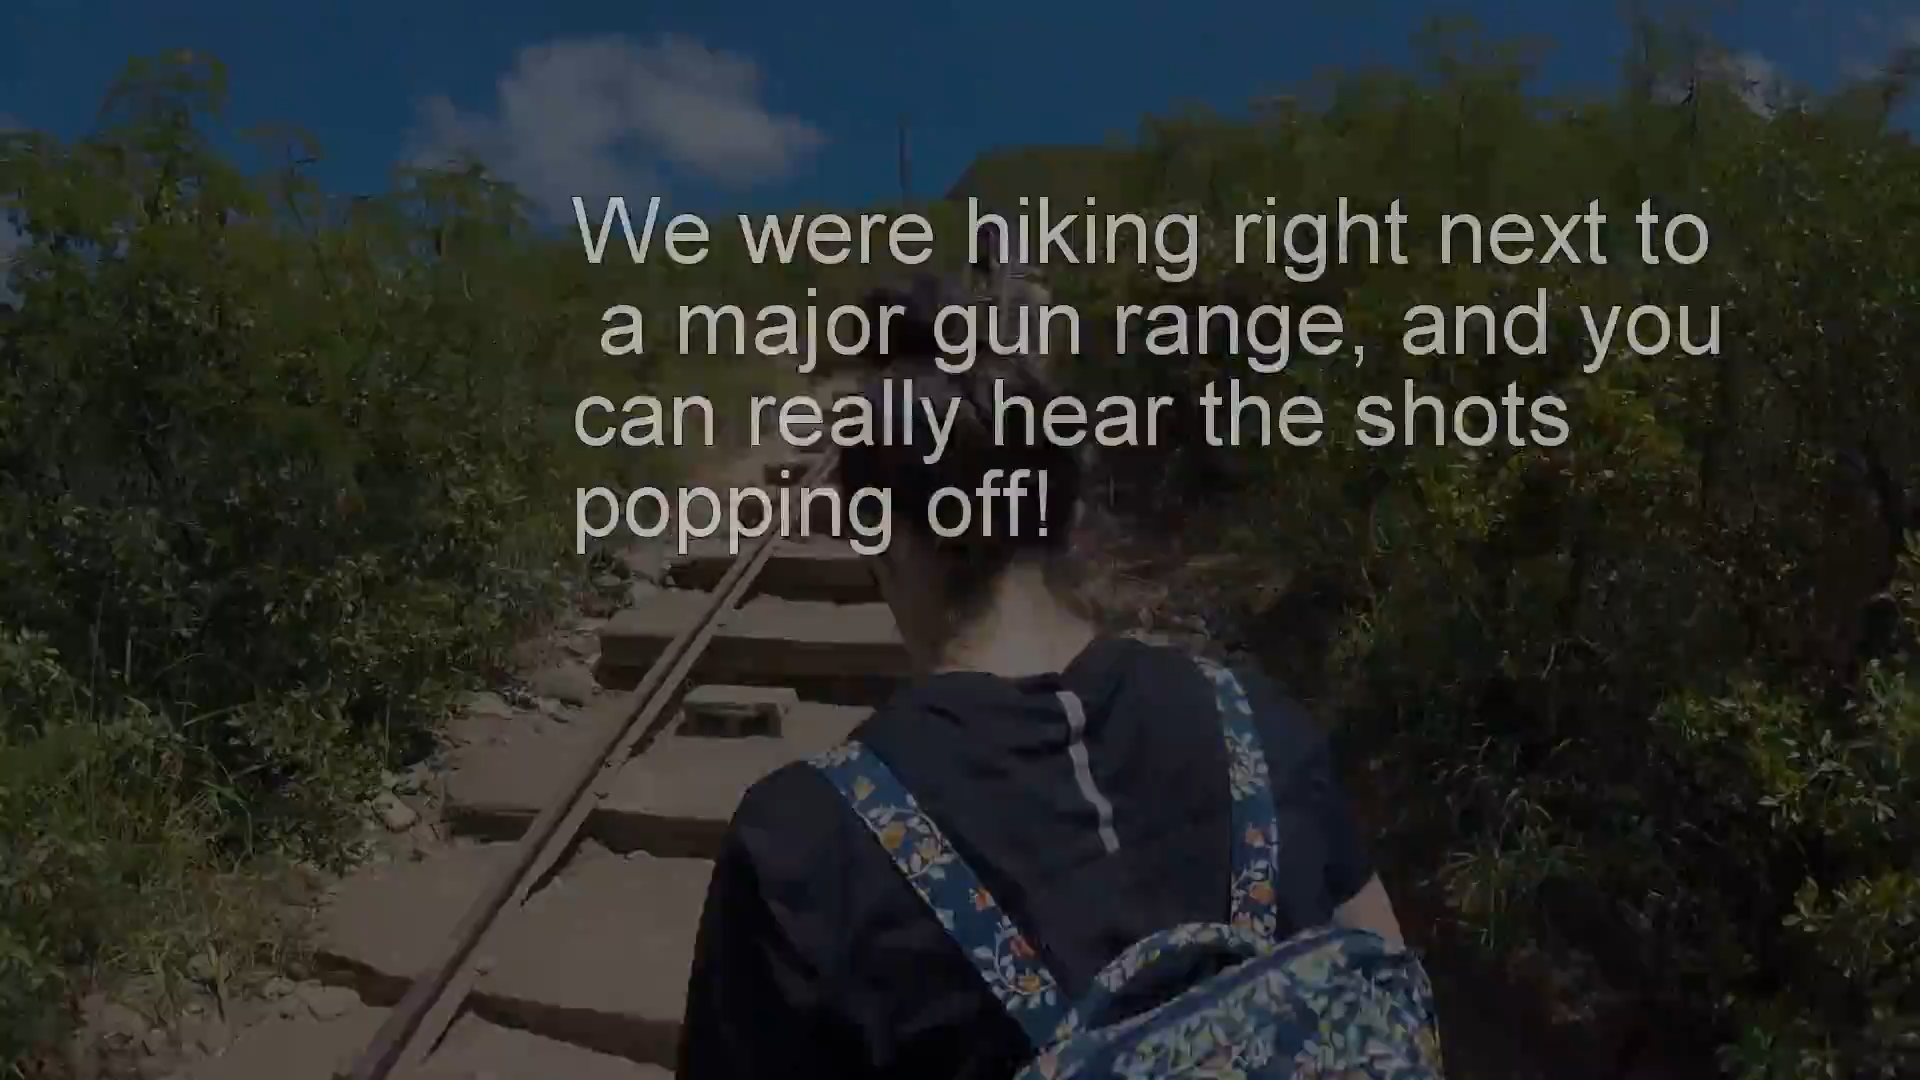 We were hiking right next to
a major gun range, and you
can really hear the shots
popping off!